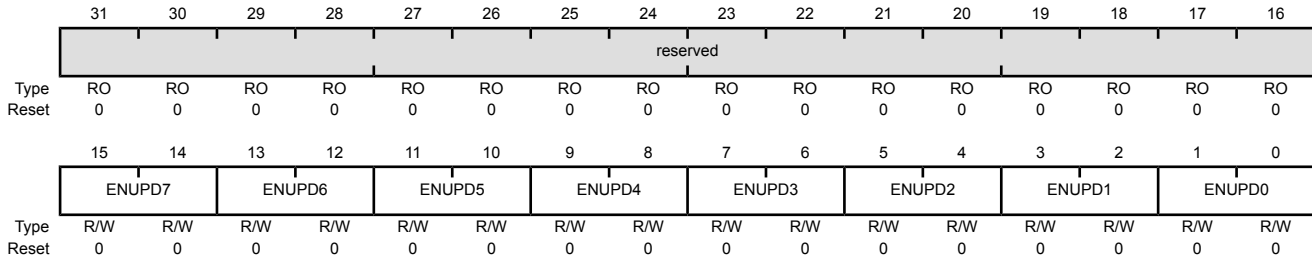 31 30 29 28 27 26 25 24 23 22 21 20 19 18 17 16
reserved
Type RO RO RO RO RO RO RO RO RO RO RO RO RO RO RO RO
Reset 0 0 0 0 0 0 0 0 0 0 0 0 0 0 0 0
15 14 13 12 11 10 9 8 7 6 5 4 3 2 1 0
ENUPD7 ENUPD6 ENUPD5 ENUPD4 ENUPD3 ENUPD2 ENUPD1 ENUPD0
Type R/W R/W R/W R/W R/W R/W R/W R/W R/W R/W R/W R/W R/W R/W R/W R/W
Reset 0 0 0 0 0 0 0 0 0 0 0 0 0 0 0 0